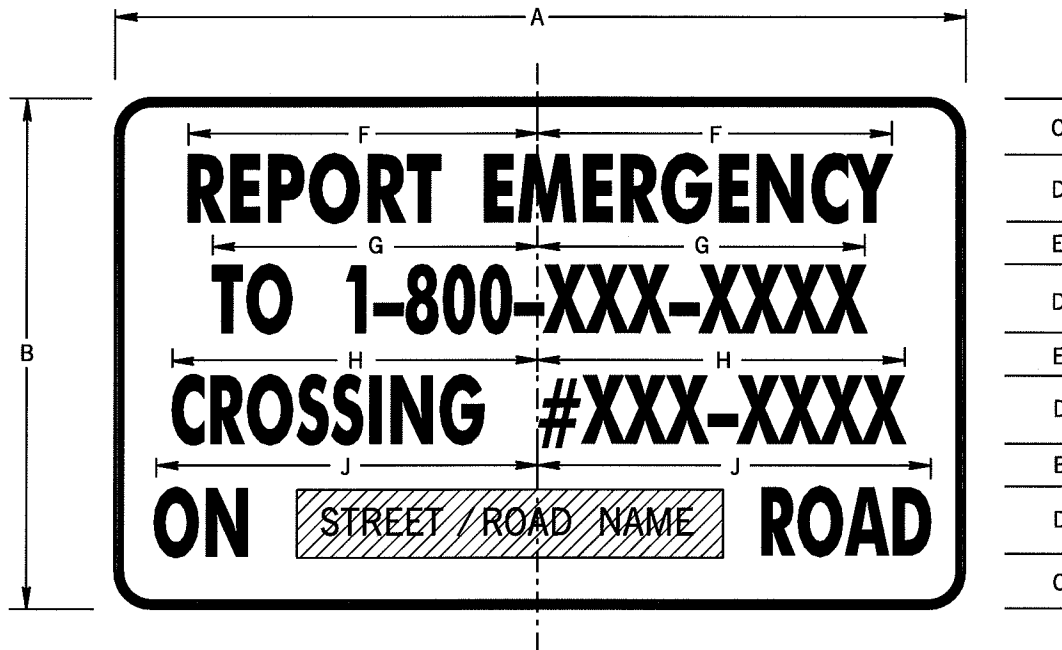 A
F F
REPORT EMERGENCY
G G
TO 1-800-XXX-XXXX
H H
CROSSING #XXX-XXXX
J J
ON STREET / ROAD NAME ROAD
B
D
E
D
E
D
D